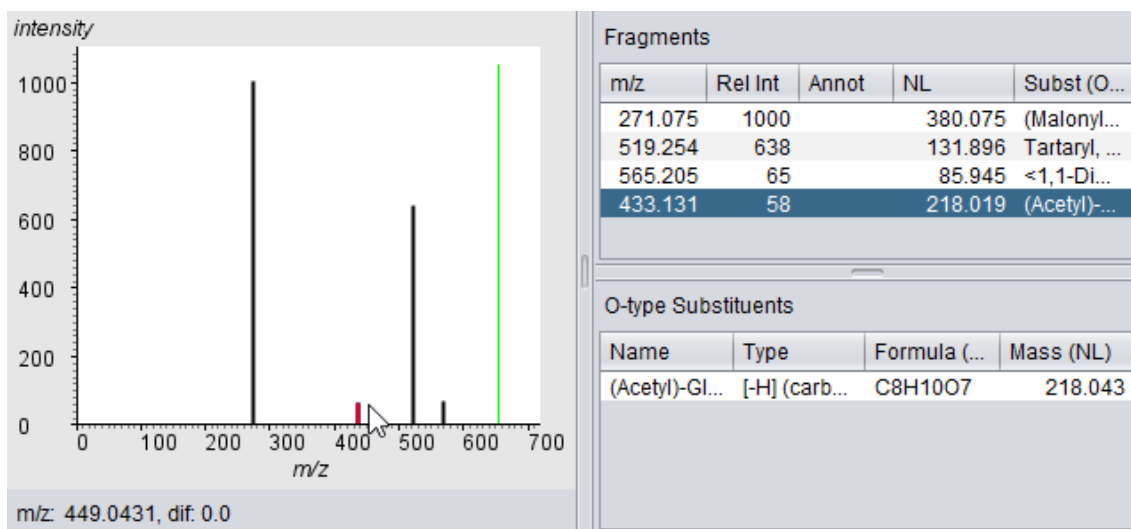 intensity
1000
800
600
400
200
0
0 100 200 300 400 500 600 700
m/z
m/z: 449.0431, dif: 0.0
Fragments
m/z Rel Int Annot NL Subst (O...
271.075 1000 380.075 (Malonyl...
519.254 638 131.896 Tartaryl, ...
565.205 65 85.945 <1,1-Di...
433.131 58 218.019 (Acetyl)-...
O-type Substituents
Name Type Formula (... Mass (NL)
(Acetyl)-Gl... [-H] (carb... C8H10O7 218.043